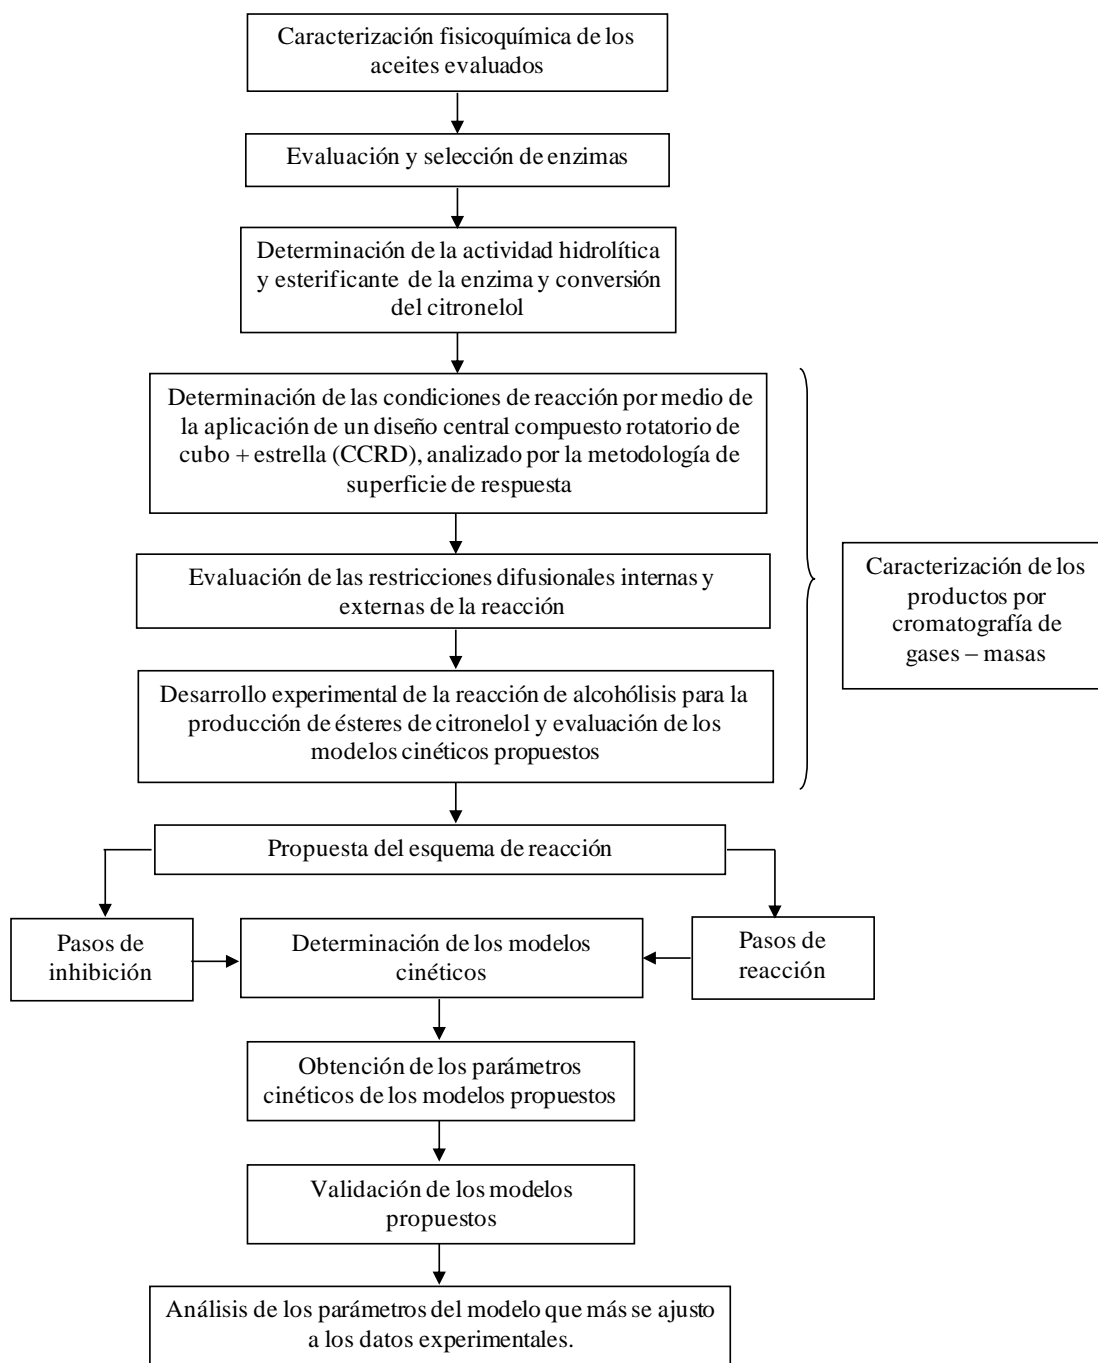 Caracterización fisicoquímica de los
aceites evaluados
Evaluación y selección de enzimas
Determinación de la actividad hidrolítica
y esterificante de la enzima y conversión
del citronelol
Determinación de las condiciones de reacción por medio de
la aplicación de un diseño central compuesto rotatorio de
cubo + estrella (CCRD), analizado por la metodología de
superficie de respuesta
Evaluación de las restricciones difusionales internas y
externas de la reacción
Desarrollo experimental de la reacción de alcohólisis para la
producción de ésteres de citronelol y evaluación de los
modelos cinéticos propuestos
Caracterización de los
productos por
cromatografía de
gases – masas
Propuesta del esquema de reacción
Pasos de
inhibición
Determinación de los modelos
cinéticos
Pasos de
reacción
Obtención de los parámetros
cinéticos de los modelos propuestos
Validación de los modelos
propuestos
Análisis de los parámetros del modelo que más se ajusto
a los datos experimentales.